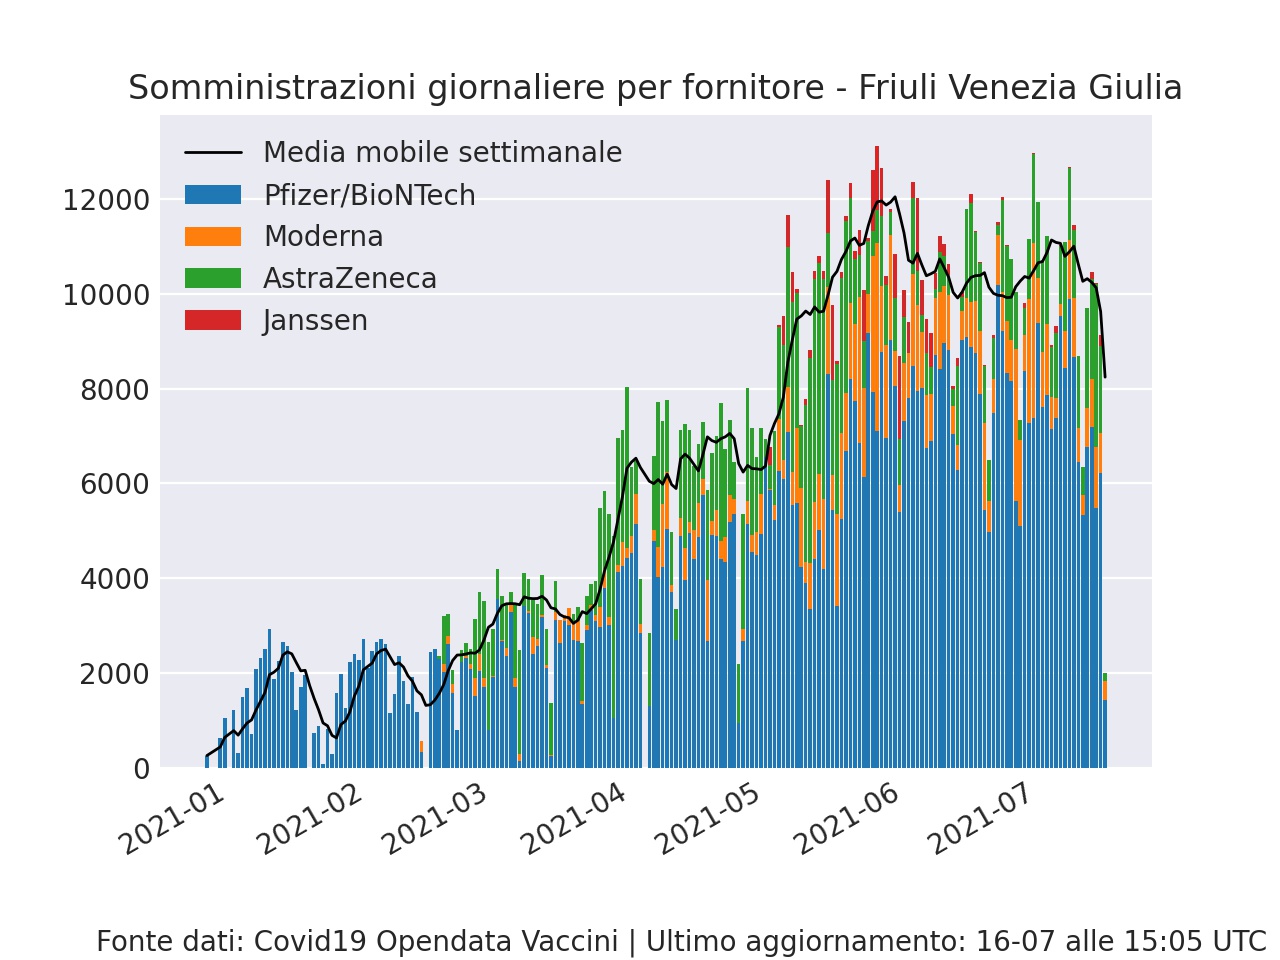 Somministrazioni giornaliere per fornitore - Friuli Venezia Giulia
Media mobile settimanale
Pfizer/BioNTech
Moderna
AstraZeneca
Janssen
12000
10000
8000
6000
4000
2000
0
2021-01
2021-02
2021-03
2021-04
2021-05
2021-06
2021-07
Fonte dati: Covid19 Opendata Vaccini | Ultimo aggiornamento: 16-07 alle 15:05 UTC